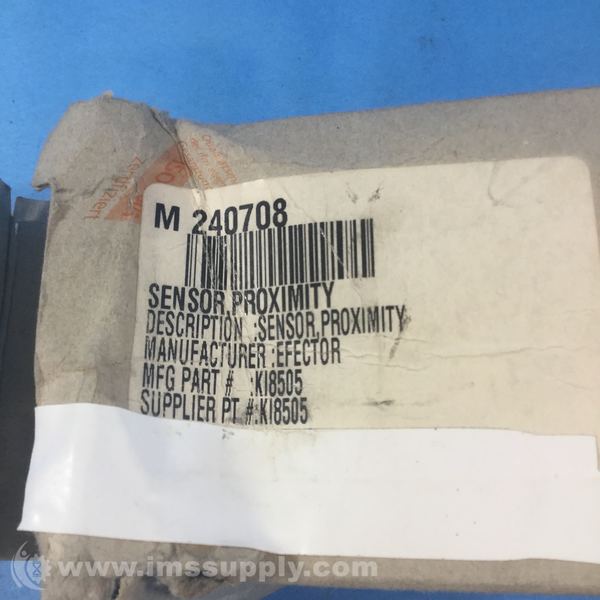 M 240708
SENSOR,PROXIMITY
DESCRIPTION :SENSOR,PROXIMITY
MANUFACTURER :EFECTOR
MFG PART # :KI8505
SUPPLIER PT #:KI8505
www.imssupply.com